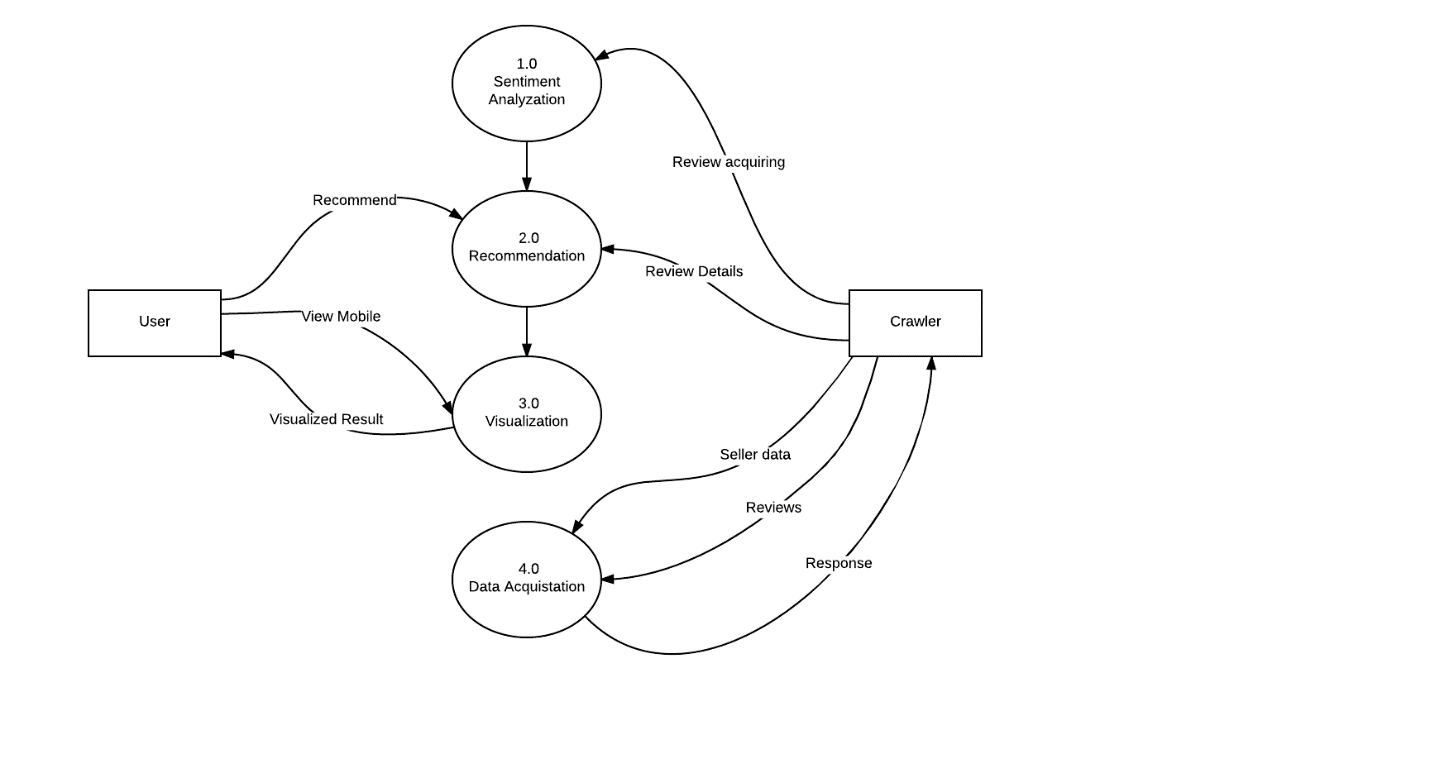 1.0
Sentiment
Analyzation
Review acquiring
Recommend
2.0
Recommendation
Review Details
User
View Mobile
Crawler
3.0
Visualization
Visualized Result
Seller data
Reviews
4.0
Data Acquistation
Response